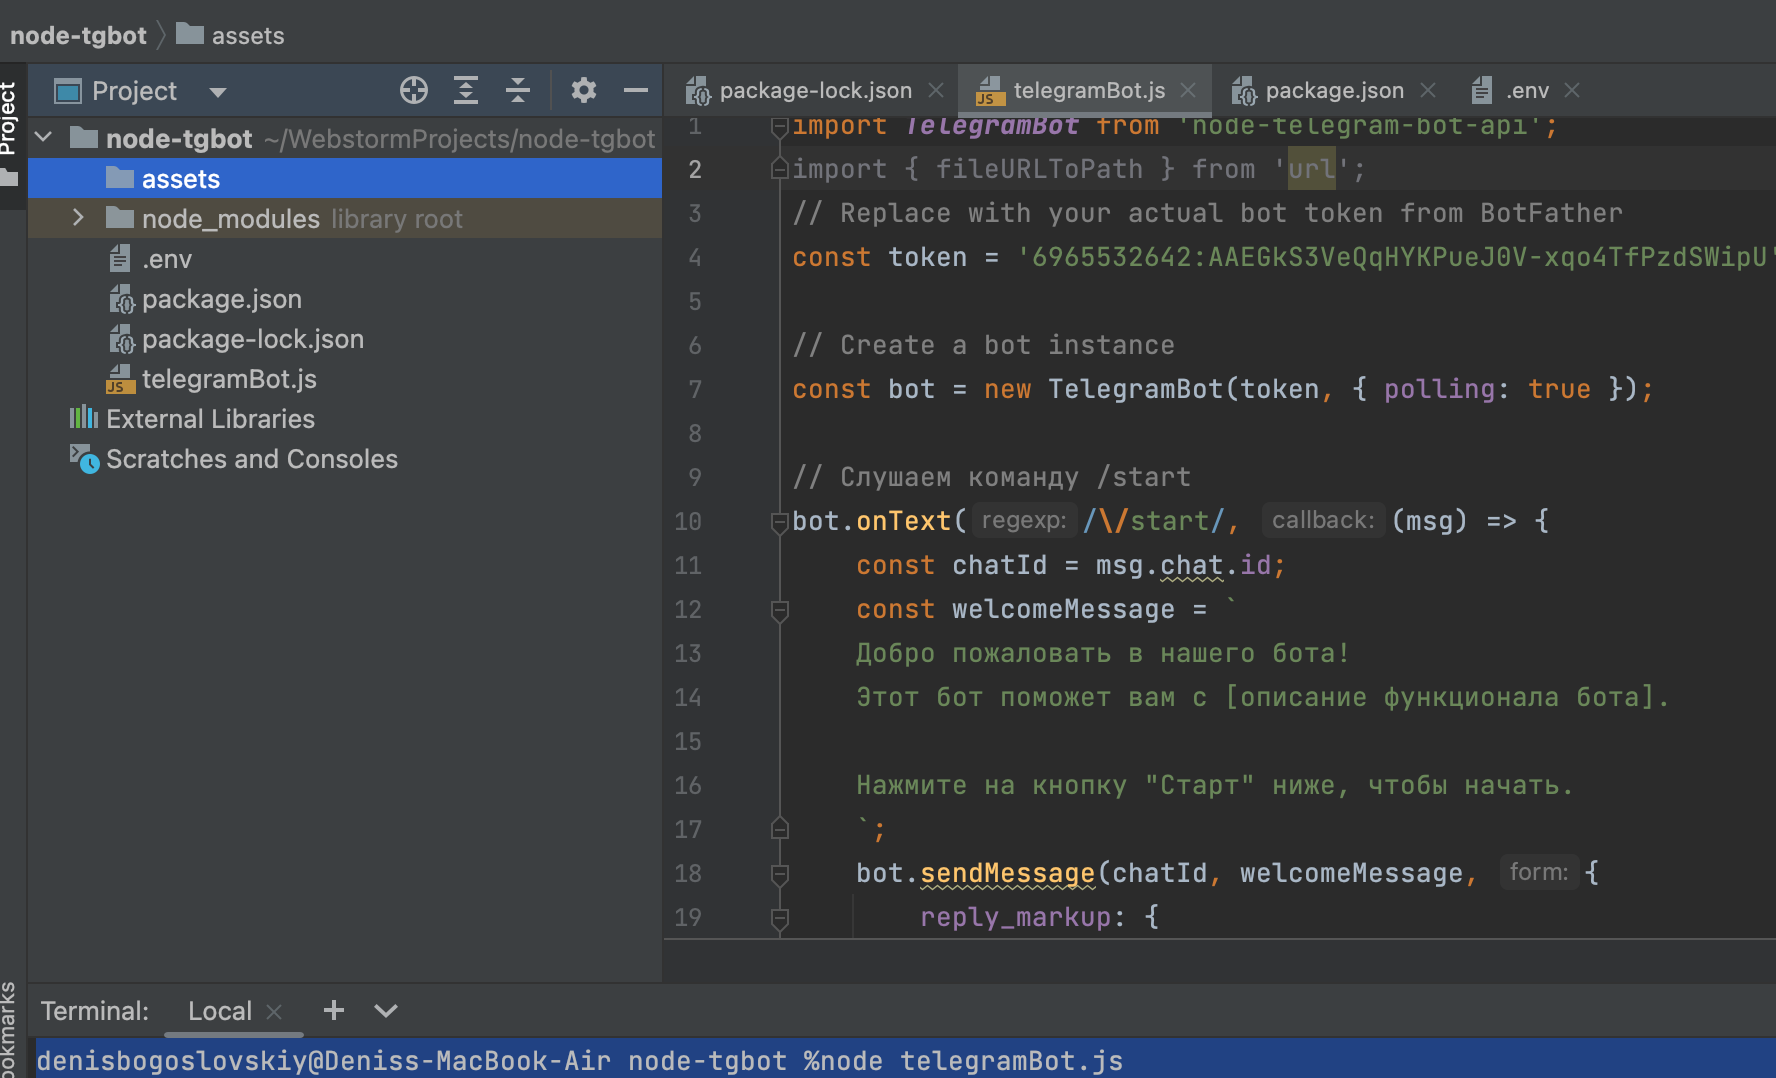 node-tgbot assets
Project
Project
package-lock.json telegramBot.js package.json .env
node-tgbot ~/WebstormProjects/node-tgbot
assets
node_modules library root
.env
package.json
package-lock.json
telegramBot.js
External Libraries
Scratches and Consoles
1 import TelegramBot from 'node-telegram-bot-api';
2 import { fileURLToPath } from 'url';
3 // Replace with your actual bot token from BotFather
4 const token = '6965532642:AAEGkS3VeQqHYKPueJ0V-xqo4TfPzdSWipU'
5
6 // Create a bot instance
7 const bot = new TelegramBot(token, { polling: true });
8
9 // Слушаем команду /start
10 bot.onText( regexp: /\/start/, callback: (msg) => {
11 const chatId = msg.chat.id;
12 const welcomeMessage = `
13 Добро пожаловать в нашего бота!
14 Этот бот поможет вам с [описание функционала бота].
15
16 Нажмите на кнопку "Старт" ниже, чтобы начать.
17 `;
18 bot.sendMessage(chatId, welcomeMessage, form: {
19 reply_markup: {
ookmarks
Terminal: Local
denisbogoslovskiy@Deniss-MacBook-Air node-tgbot %node telegramBot.js